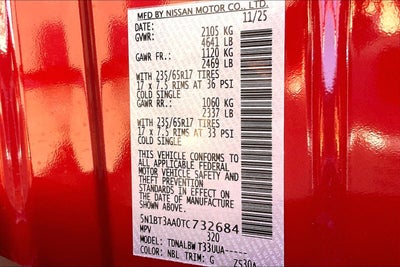 MFD BY NISSAN MOTOR CO., LTD.
DATE: 11/25
GVWR: 2105 KG
4641 LB
GAWR FR.: 1120 KG
2469 LB
WITH 235/65R17 TIRES
17 x 7.5 RIMS AT 36 PSI
COLD SINGLE
GAWR RR.: 1060 KG
2337 LB
WITH 235/65R17 TIRES
17 x 7.5 RIMS AT 33 PSI
COLD SINGLE
THIS VEHICLE CONFORMS TO
ALL APPLICABLE FEDERAL
MOTOR VEHICLE SAFETY AND
THEFT PREVENTION
STANDARDS IN EFFECT ON
THE DATE OF MANUFACTURE
SHOWN ABOVE.
5N1BT3AA0TC732684
MPV 320
MODEL: TDNALBW T33UUA-----
COLOR: NBL TRIM: G ZS30A